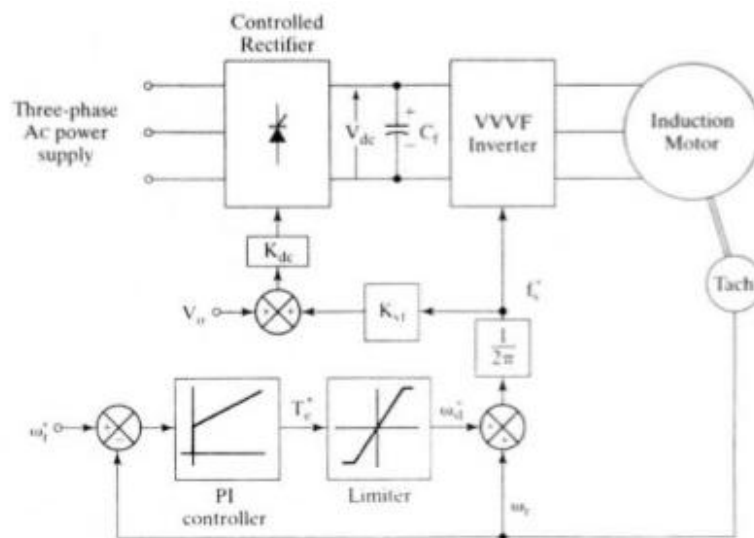 Controlled
Rectifier
Three-phase
Ac power
supply
V_dc
+
−
C_f
VVVF
Inverter
Induction
Motor
Tach
K_dc
V_o
+ +
K_vf
f_s*
1
2π
ω_r*
+
−
T_e*
ω_sl*
+
+
PI
controller
Limiter
ω_r